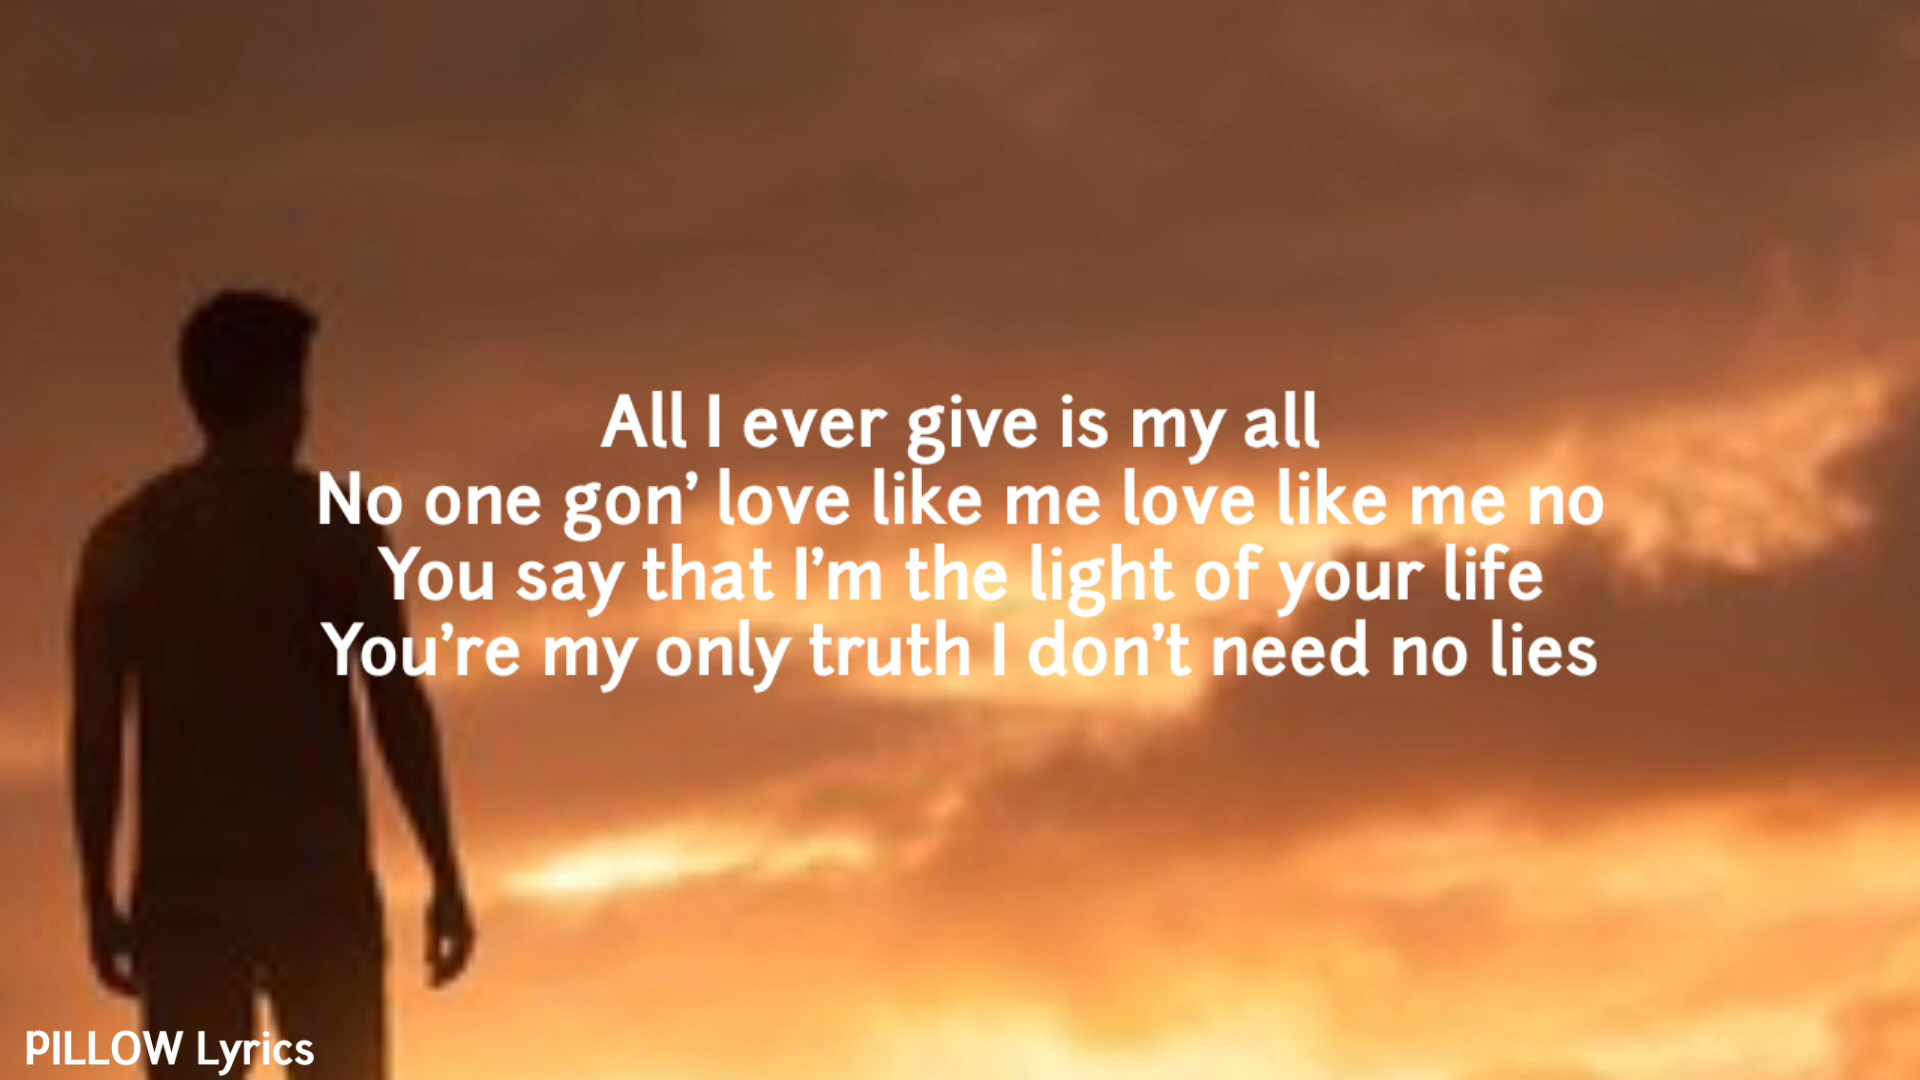 All I ever give is my all
No one gon’ love like me love like me no
You say that I’m the light of your life
You’re my only truth I don’t need no lies
PILLOW Lyrics